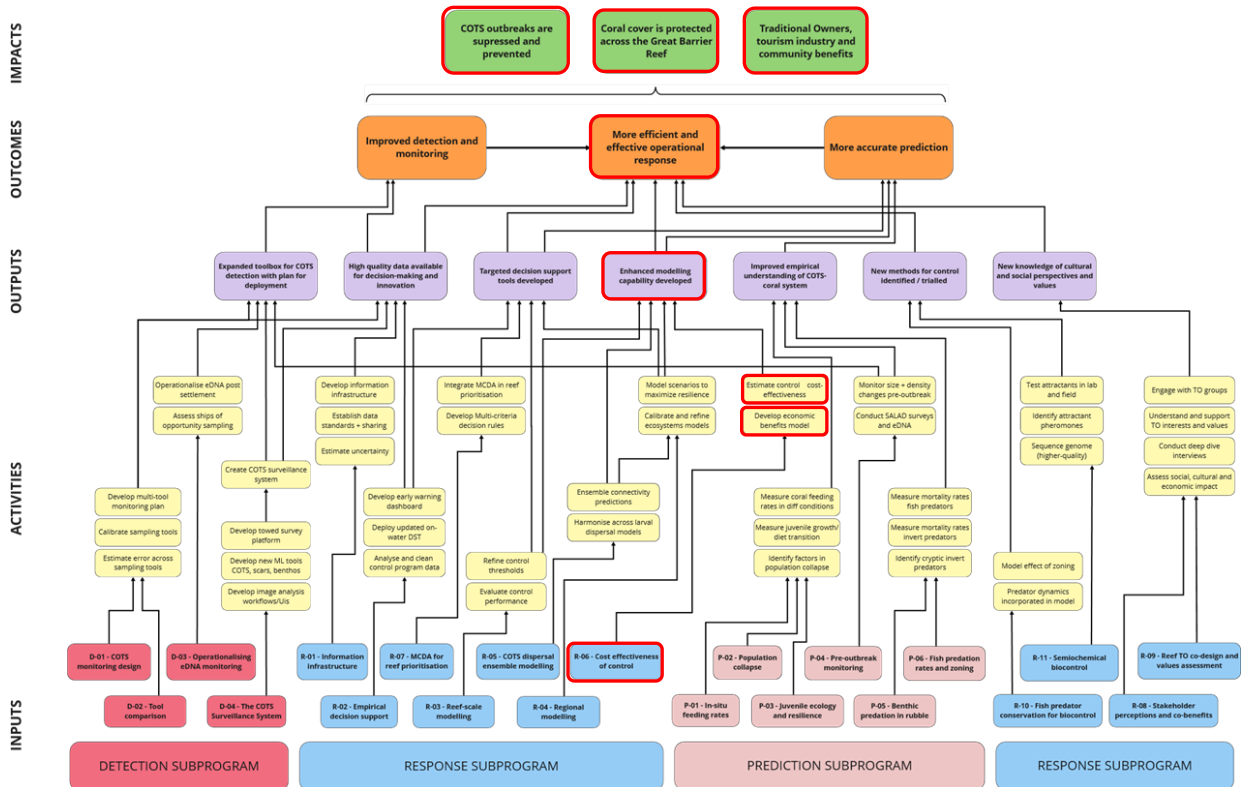 IMPACTS
COTS outbreaks are
supressed and
prevented
Coral cover is protected
across the Great Barrier
Reef
Traditional Owners,
tourism industry and
community benefits
OUTCOMES
Improved detection and
monitoring
More efficient and
effective operational
response
More accurate prediction
OUTPUTS
Expanded toolbox for COTS
detection with plan for
deployment
High quality data available
for decision-making and
innovation
Targeted decision support
tools developed
Enhanced modelling
capability developed
Improved empirical
understanding of COTS-
coral system
New methods for control
identified / trialled
New knowledge of cultural
and social perspectives and
values
ACTIVITIES
Operationalise eDNA post
settlement
Assess ships of
opportunity sampling
Develop information
infrastructure
Establish data
standards + sharing
Estimate uncertainty
Integrate MCDA in reef
prioritisation
Develop Multi-criteria
decision rules
Model scenarios to
maximize resilience
Calibrate and refine
ecosystems models
Estimate control cost-
effectiveness
Develop economic
benefits model
Monitor size + density
changes pre-outbreak
Conduct SALAD surveys
and eDNA
Test attractants in lab
and field
Identify attractant
pheromones
Sequence genome
(higher-quality)
Engage with TO groups
Understand and support
TO interests and values
Conduct deep dive
interviews
Assess social, cultural and
economic impact
Develop multi-tool
monitoring plan
Calibrate sampling tools
Estimate error across
sampling tools
Create COTS surveillance
system
Develop towed survey
platform
Develop new ML tools
COTS, scars, benthos
Develop image analysis
workflows/Uis
Develop early warning
dashboard
Deploy updated on-
water DST
Analyse and clean
control program data
Refine control
thresholds
Evaluate control
performance
Ensemble connectivity
predictions
Harmonise across larval
dispersal models
Measure coral feeding
rates in diff conditions
Measure juvenile growth/
diet transition
Identify factors in
population collapse
Measure mortality rates
fish predators
Measure mortality rates
invert predators
Identify cryptic invert
predators
Model effect of zoning
Predator dynamics
incorporated in model
INPUTS
D-01 - COTS
monitoring design
D-03 - Operationalising
eDNA monitoring
R-01 - Information
infrastructure
R-07 - MCDA for
reef prioritisation
R-05 - COTS dispersal
ensemble modelling
R-06 - Cost effectiveness
of control
P-02 - Population
collapse
P-04 - Pre-outbreak
monitoring
P-06 - Fish predation
rates and zoning
R-11 - Semiochemical
biocontrol
R-09 - Reef TO co-design and
values assessment
D-02 - Tool
comparison
D-04 - The COTS
Surveillance System
R-02 - Empirical
decision support
R-03 - Reef-scale
modelling
R-04 - Regional
modelling
P-01 - In-situ
feeding rates
P-03 - Juvenile ecology
and resilience
P-05 - Benthic
predation in rubble
R-10 - Fish predator
conservation for biocontrol
R-08 - Stakeholder
perceptions and co-benefits
DETECTION SUBPROGRAM
RESPONSE SUBPROGRAM
PREDICTION SUBPROGRAM
RESPONSE SUBPROGRAM